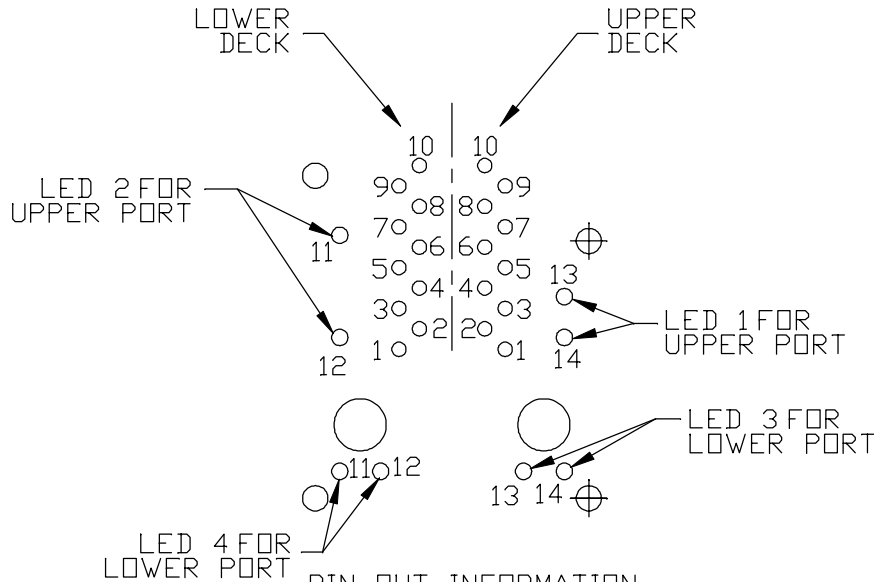 LOWER
DECK
UPPER
DECK
10 10
9 9
8 8
LED 2 FOR
UPPER PORT
7 7
11
6 6
5 5
13
4 4
3 3
LED 1 FOR
UPPER PORT
2 2
1 1
12
14
LED 3 FOR
LOWER PORT
11 12
13 14
LED 4 FOR
LOWER PORT
PIN OUT INFORMATION